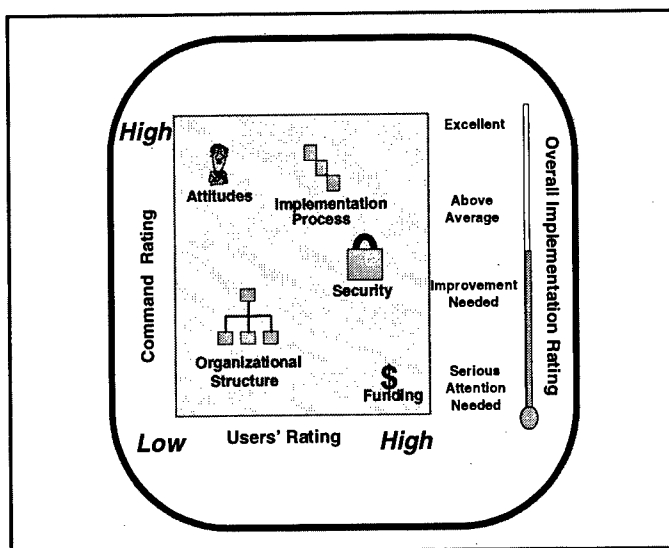 High
Attitudes
Implementation
Process
Security
Organizational
Structure
$
Funding
Command Rating
Low
Users' Rating
High
Excellent
Above
Average
Improvement
Needed
Serious
Attention
Needed
Overall Implementation Rating